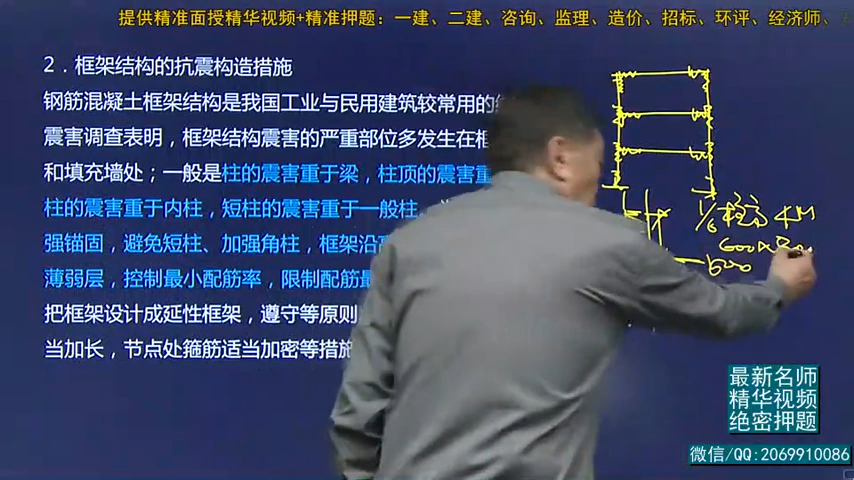 提供精准面授精华视频+精准押题：一建、二建、咨询、监理、造价、招标、环评、经济师、
2．框架结构的抗震构造措施
钢筋混凝土框架结构是我国工业与民用建筑较常用的
震害调查表明，框架结构震害的严重部位多发生在框
和填充墙处；一般是柱的震害重于梁，柱顶的震害重
柱的震害重于内柱，短柱的震害重于一般柱。
强锚固，避免短柱、加强角柱，框架沿
薄弱层，控制最小配筋率，限制配筋最
把框架设计成延性框架，遵守等原则
当加长，节点处箍筋适当加密等措施
1/6 柱高 4M
600×
600
最新名师
精华视频
绝密押题
微信/QQ:2069910086